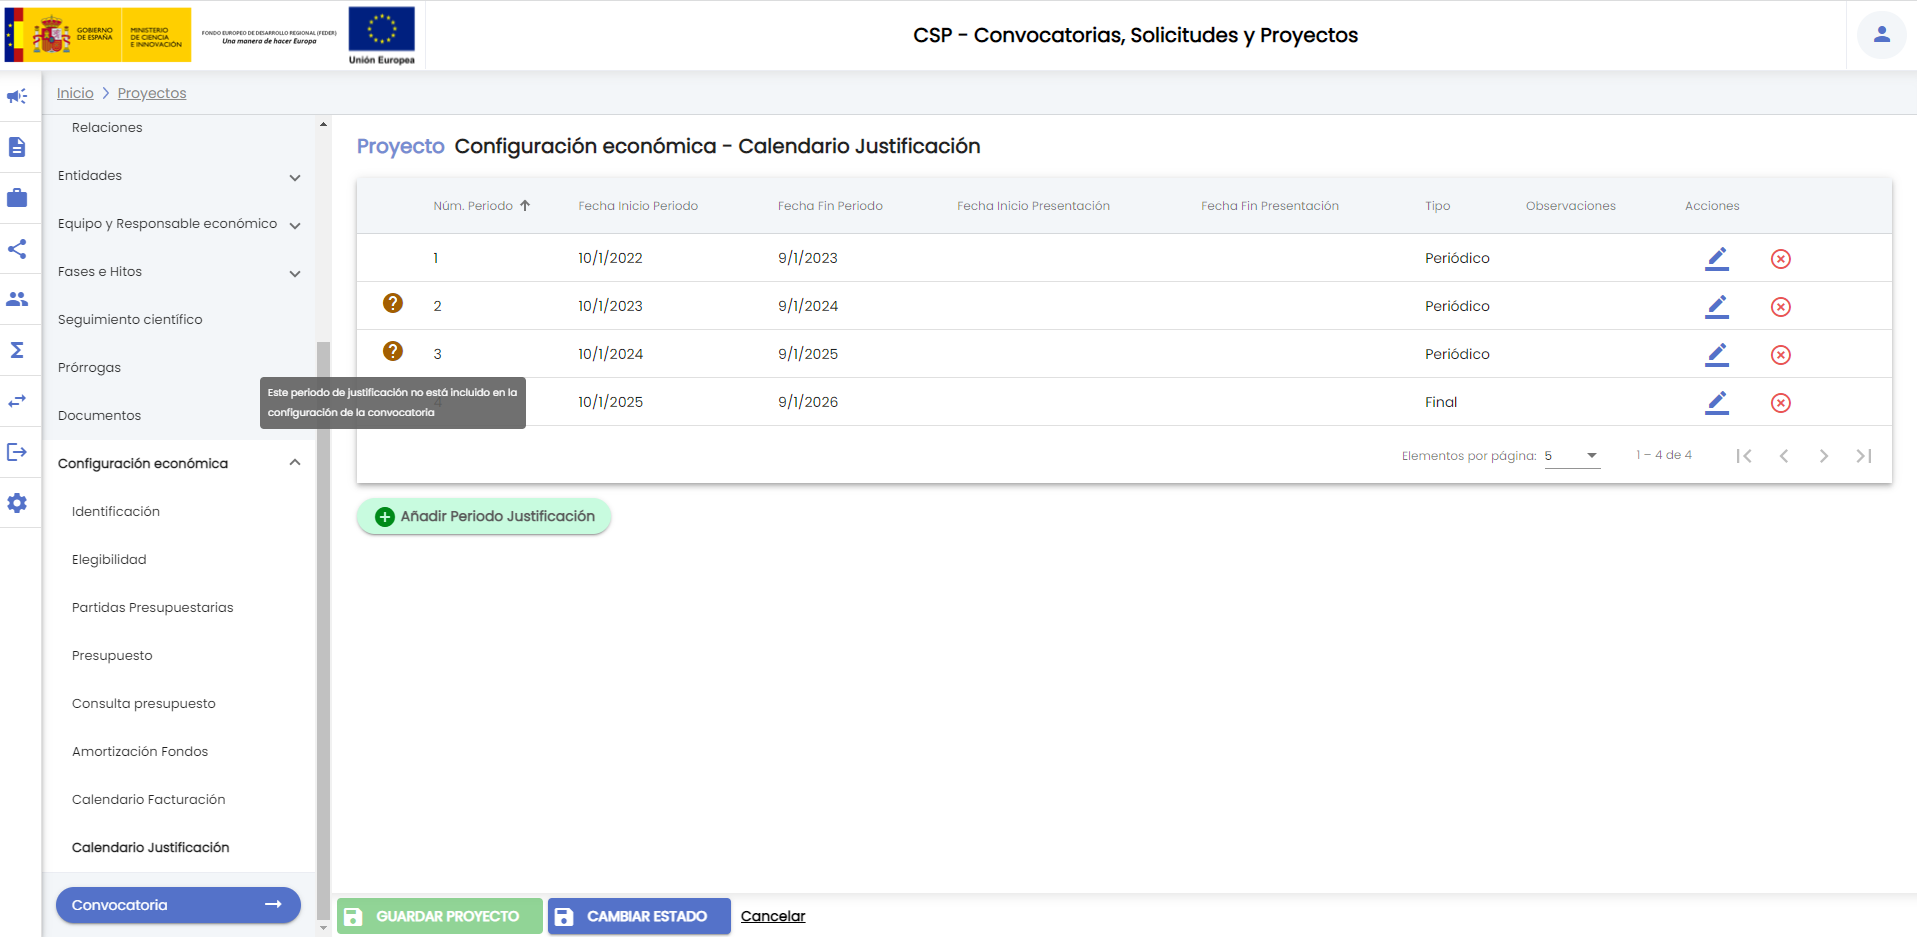 GOBIERNO
DE ESPAÑA
MINISTERIO
DE CIENCIA
E INNOVACIÓN
FONDO EUROPEO DE DESARROLLO REGIONAL (FEDER)
Una manera de hacer Europa
Unión Europea
CSP - Convocatorias, Solicitudes y Proyectos
Inicio > Proyectos
Relaciones
Entidades
Equipo y Responsable económico
Fases e Hitos
Seguimiento científico
Prórrogas
Documentos
Configuración económica
Identificación
Elegibilidad
Partidas Presupuestarias
Presupuesto
Consulta presupuesto
Amortización Fondos
Calendario Facturación
Calendario Justificación
Convocatoria
Proyecto Configuración económica - Calendario Justificación
Núm. Periodo Fecha Inicio Periodo Fecha Fin Periodo Fecha Inicio Presentación Fecha Fin Presentación Tipo Observaciones Acciones
1 10/1/2022 9/1/2023 Periódico
? 2 10/1/2023 9/1/2024 Periódico
? 3 10/1/2024 9/1/2025 Periódico
10/1/2025 9/1/2026 Final
Este periodo de justificación no está incluido en la
configuración de la convocatoria
Elementos por página: 5 1 – 4 de 4
Añadir Periodo Justificación
GUARDAR PROYECTO CAMBIAR ESTADO Cancelar